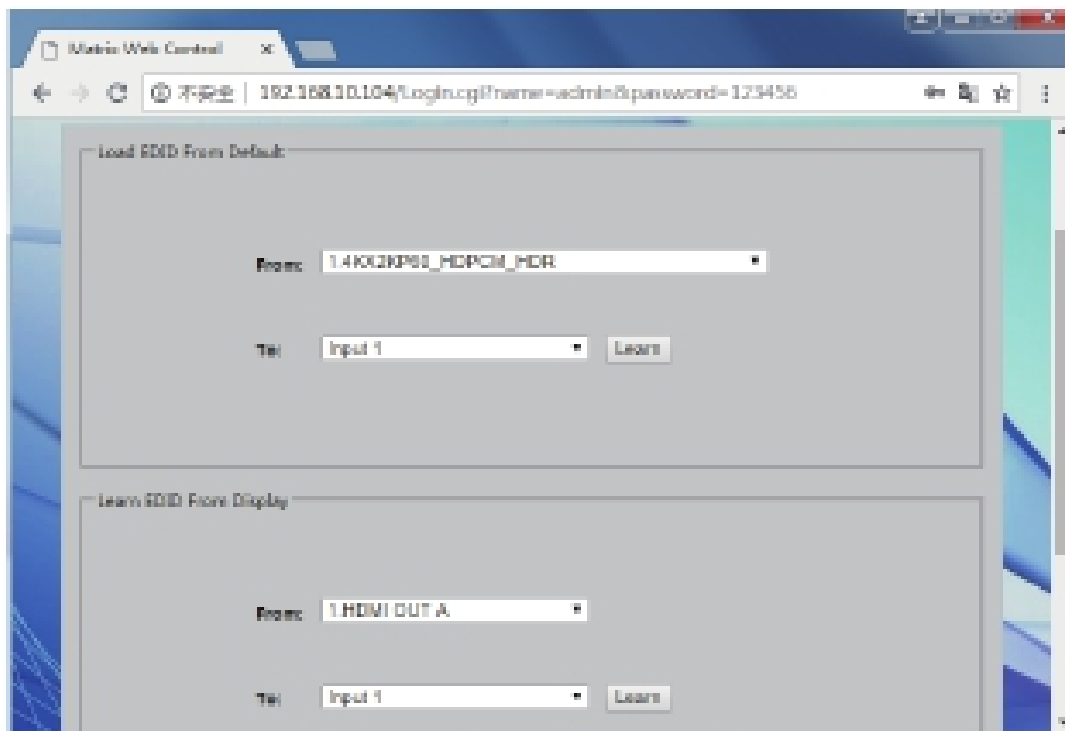 Matrix Web Control
不安全 | 192.168.10.104/Login.cgi?name=admin&password=123456
Load EDID From Default
From: 1.4KX2KP60_HDPCM_HDR
To: Input 1 Learn
Learn EDID From Display
From: 1.HDMI OUT A
To: Input 1 Learn